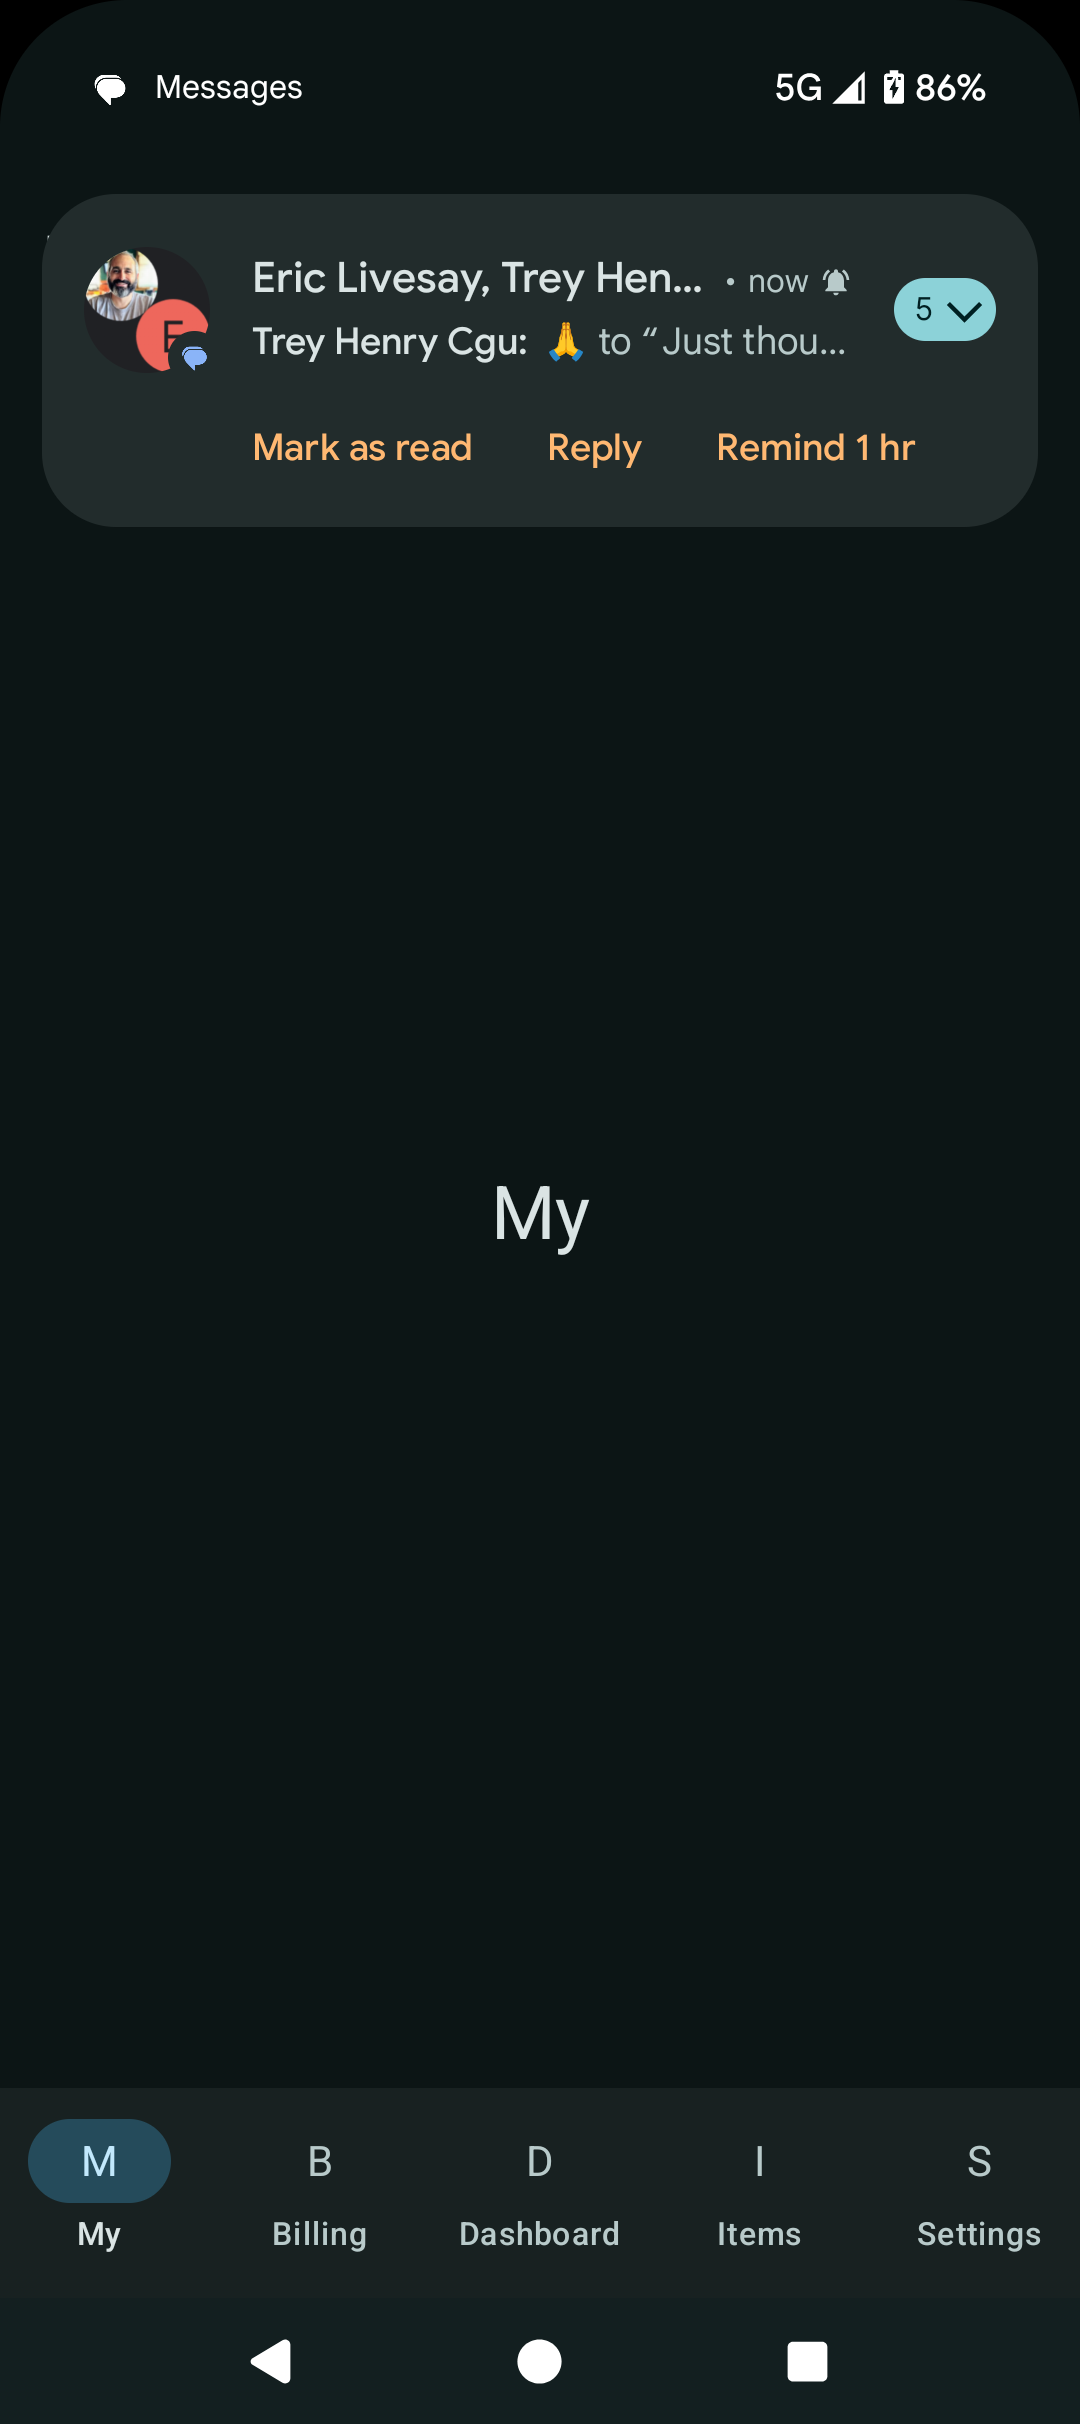 Messages
5G 86%
Eric Livesay, Trey Hen... • now
5
Trey Henry Cgu: 🙏 to “Just thou...
Mark as read Reply Remind 1 hr
My
M B D I S
My Billing Dashboard Items Settings